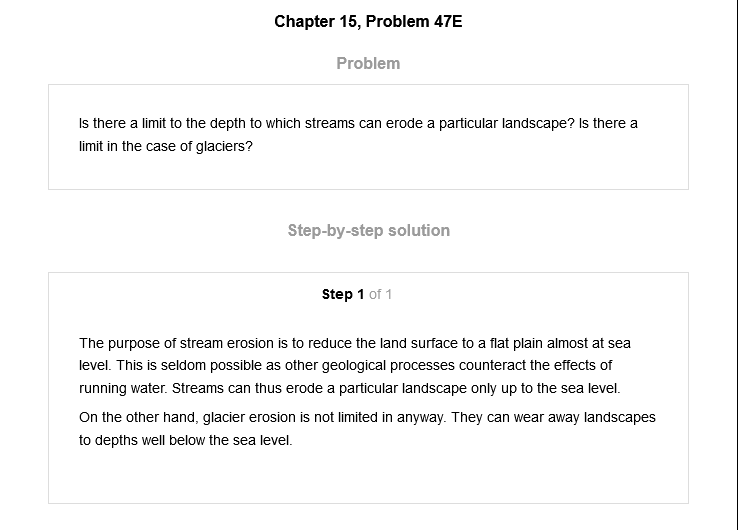 Chapter 15, Problem 47E
Problem
Is there a limit to the depth to which streams can erode a particular landscape? Is there a
limit in the case of glaciers?
Step-by-step solution
Step 1 of 1
The purpose of stream erosion is to reduce the land surface to a flat plain almost at sea
level. This is seldom possible as other geological processes counteract the effects of
running water. Streams can thus erode a particular landscape only up to the sea level.
On the other hand, glacier erosion is not limited in anyway. They can wear away landscapes
to depths well below the sea level.